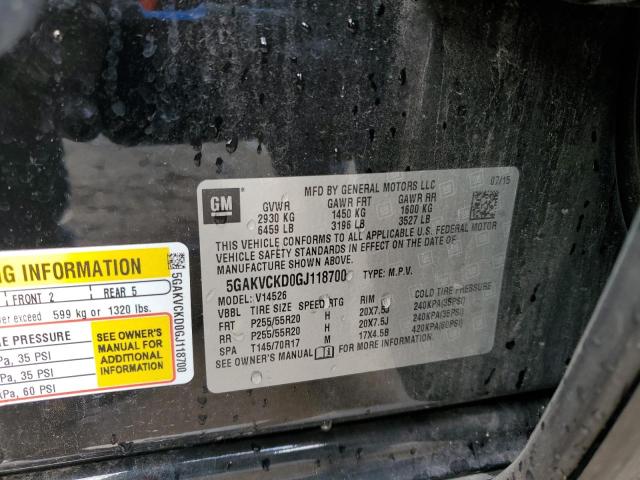 GM
MFD BY GENERAL MOTORS LLC 07/15
GVWR GAWR FRT GAWR RR
2930 KG 1450 KG 1600 KG
6459 LB 3196 LB 3527 LB
THIS VEHICLE CONFORMS TO ALL APPLICABLE U.S. FEDERAL MOTOR
VEHICLE SAFETY STANDARDS IN EFFECT ON THE DATE OF
MANUFACTURE SHOWN ABOVE.
5GAKVCKD0GJ118700 TYPE: M.P.V.
MODEL: V14526
VBBL TIRE SIZE SPEED RTG RIM COLD TIRE PRESSURE
FRT P255/55R20 H 20X7.5J 240KPA(35PSI)
RR P255/55R20 H 20X7.5J 240KPA(35PSI)
SPA T145/70R17 M 17X4.5B 420KPA(60PSI)
SEE OWNER'S MANUAL FOR MORE INFORMATION.
NG INFORMATION
FRONT 2 REAR 5
exceed 599 kg or 1320 lbs.
PRESSURE
Pa, 35 PSI
Pa, 35 PSI
kPa, 60 PSI
SEE OWNER'S
MANUAL FOR
ADDITIONAL
INFORMATION
5GAKVCKD0GJ118700